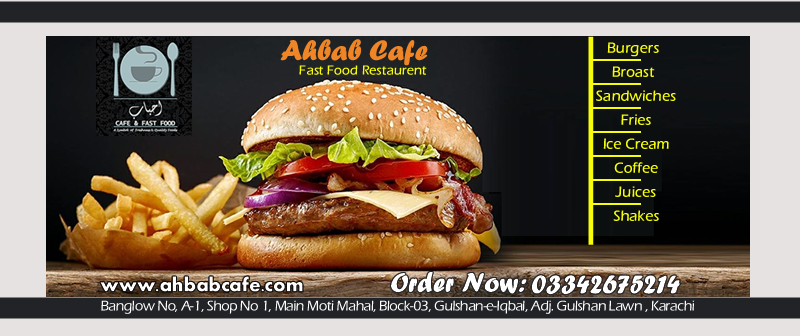 Ahbab Cafe
Fast Food Restaurent
احباب
CAFE & FAST FOOD
Burgers
Broast
Sandwiches
Fries
Ice Cream
Coffee
Juices
Shakes
www.ahbabcafe.com
Order Now: 03342675214
Banglow No, A-1, Shop No 1, Main Moti Mahal, Block-03, Gulshan-e-Iqbal, Adj. Gulshan Lawn , Karachi